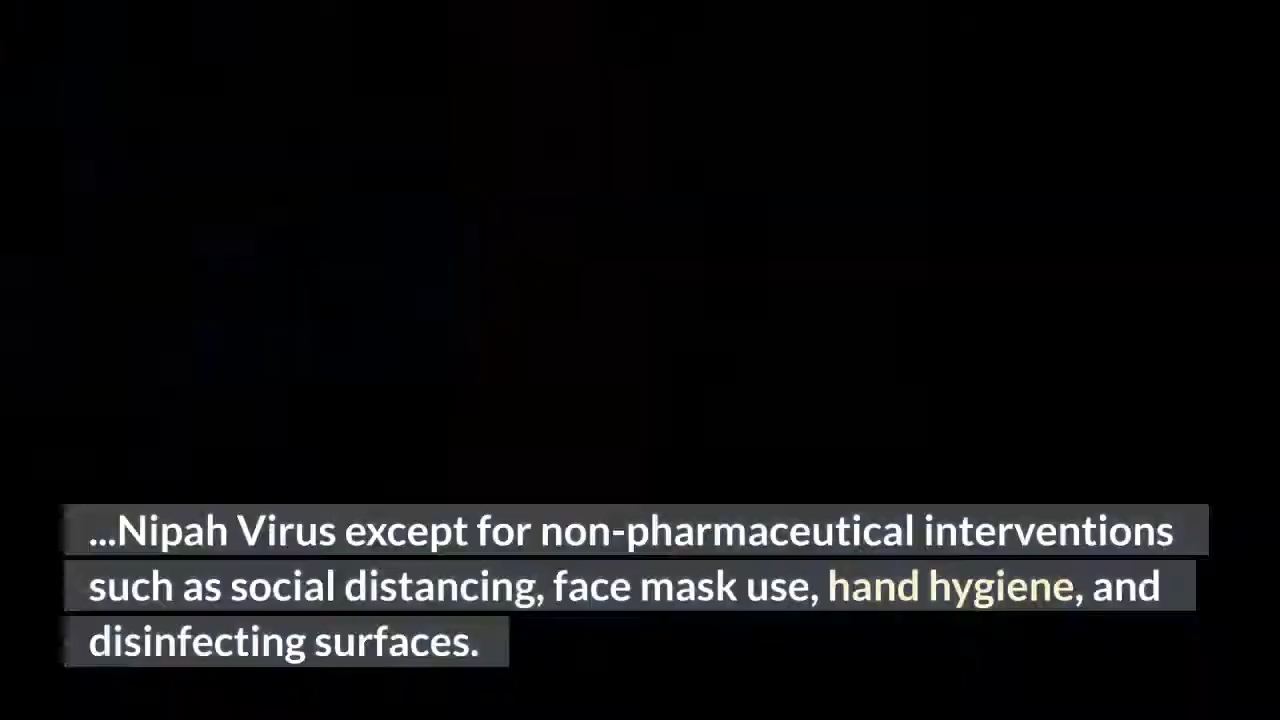 ...Nipah Virus except for non-pharmaceutical interventions
such as social distancing, face mask use, hand hygiene, and
disinfecting surfaces.